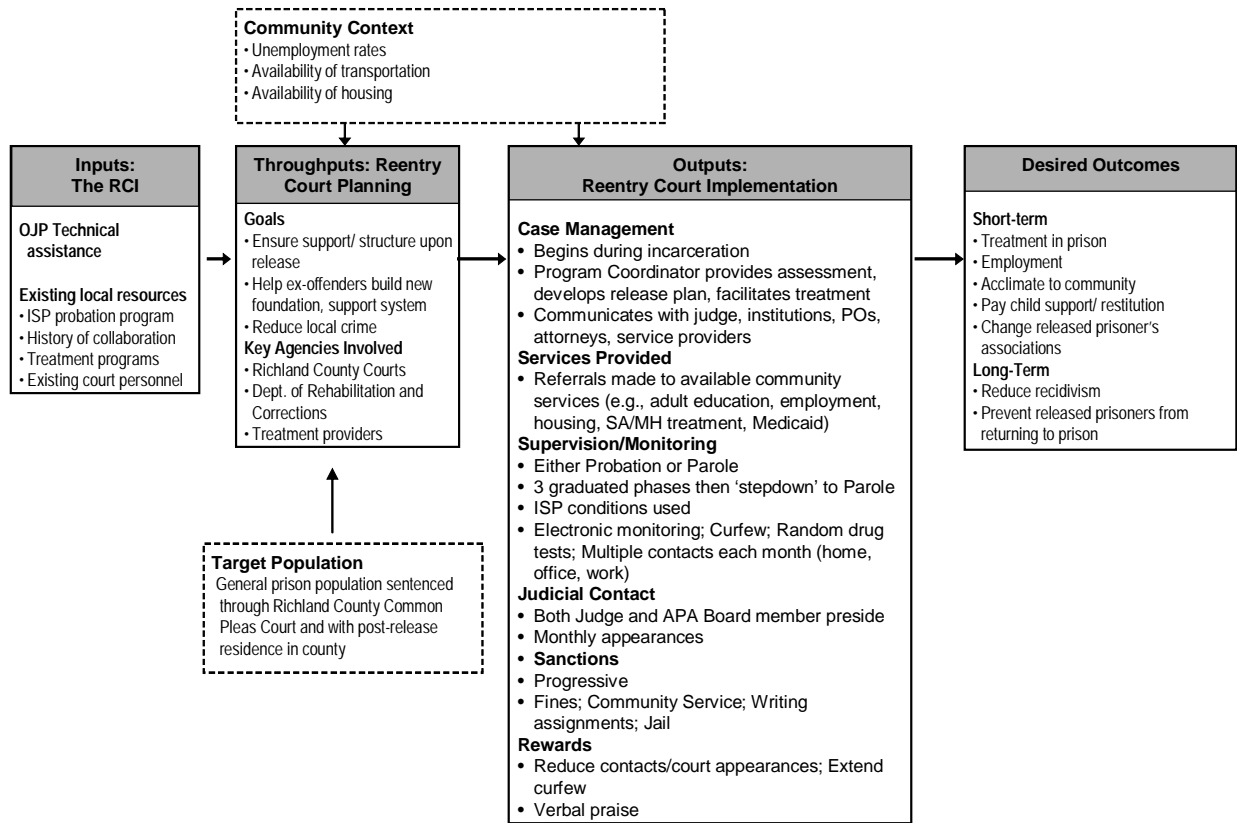 Community Context
• Unemployment rates
• Availability of transportation
• Availability of housing
Inputs:
The RCI
OJP Technical
assistance
Existing local resources
• ISP probation program
• History of collaboration
• Treatment programs
• Existing court personnel
Throughputs: Reentry
Court Planning
Goals
• Ensure support/ structure upon
release
• Help ex-offenders build new
foundation, support system
• Reduce local crime
Key Agencies Involved
• Richland County Courts
• Dept. of Rehabilitation and
Corrections
• Treatment providers
Target Population
General prison population sentenced
through Richland County Common
Pleas Court and with post-release
residence in county
Outputs:
Reentry Court Implementation
Case Management
• Begins during incarceration
• Program Coordinator provides assessment,
develops release plan, facilitates treatment
• Communicates with judge, institutions, POs,
attorneys, service providers
Services Provided
• Referrals made to available community
services (e.g., adult education, employment,
housing, SA/MH treatment, Medicaid)
Supervision/Monitoring
• Either Probation or Parole
• 3 graduated phases then ‘stepdown’ to Parole
• ISP conditions used
• Electronic monitoring; Curfew; Random drug
tests; Multiple contacts each month (home,
office, work)
Judicial Contact
• Both Judge and APA Board member preside
• Monthly appearances
• Sanctions
• Progressive
• Fines; Community Service; Writing
assignments; Jail
Rewards
• Reduce contacts/court appearances; Extend
curfew
• Verbal praise
Desired Outcomes
Short-term
• Treatment in prison
• Employment
• Acclimate to community
• Pay child support/ restitution
• Change released prisoner’s
associations
Long-Term
• Reduce recidivism
• Prevent released prisoners from
returning to prison